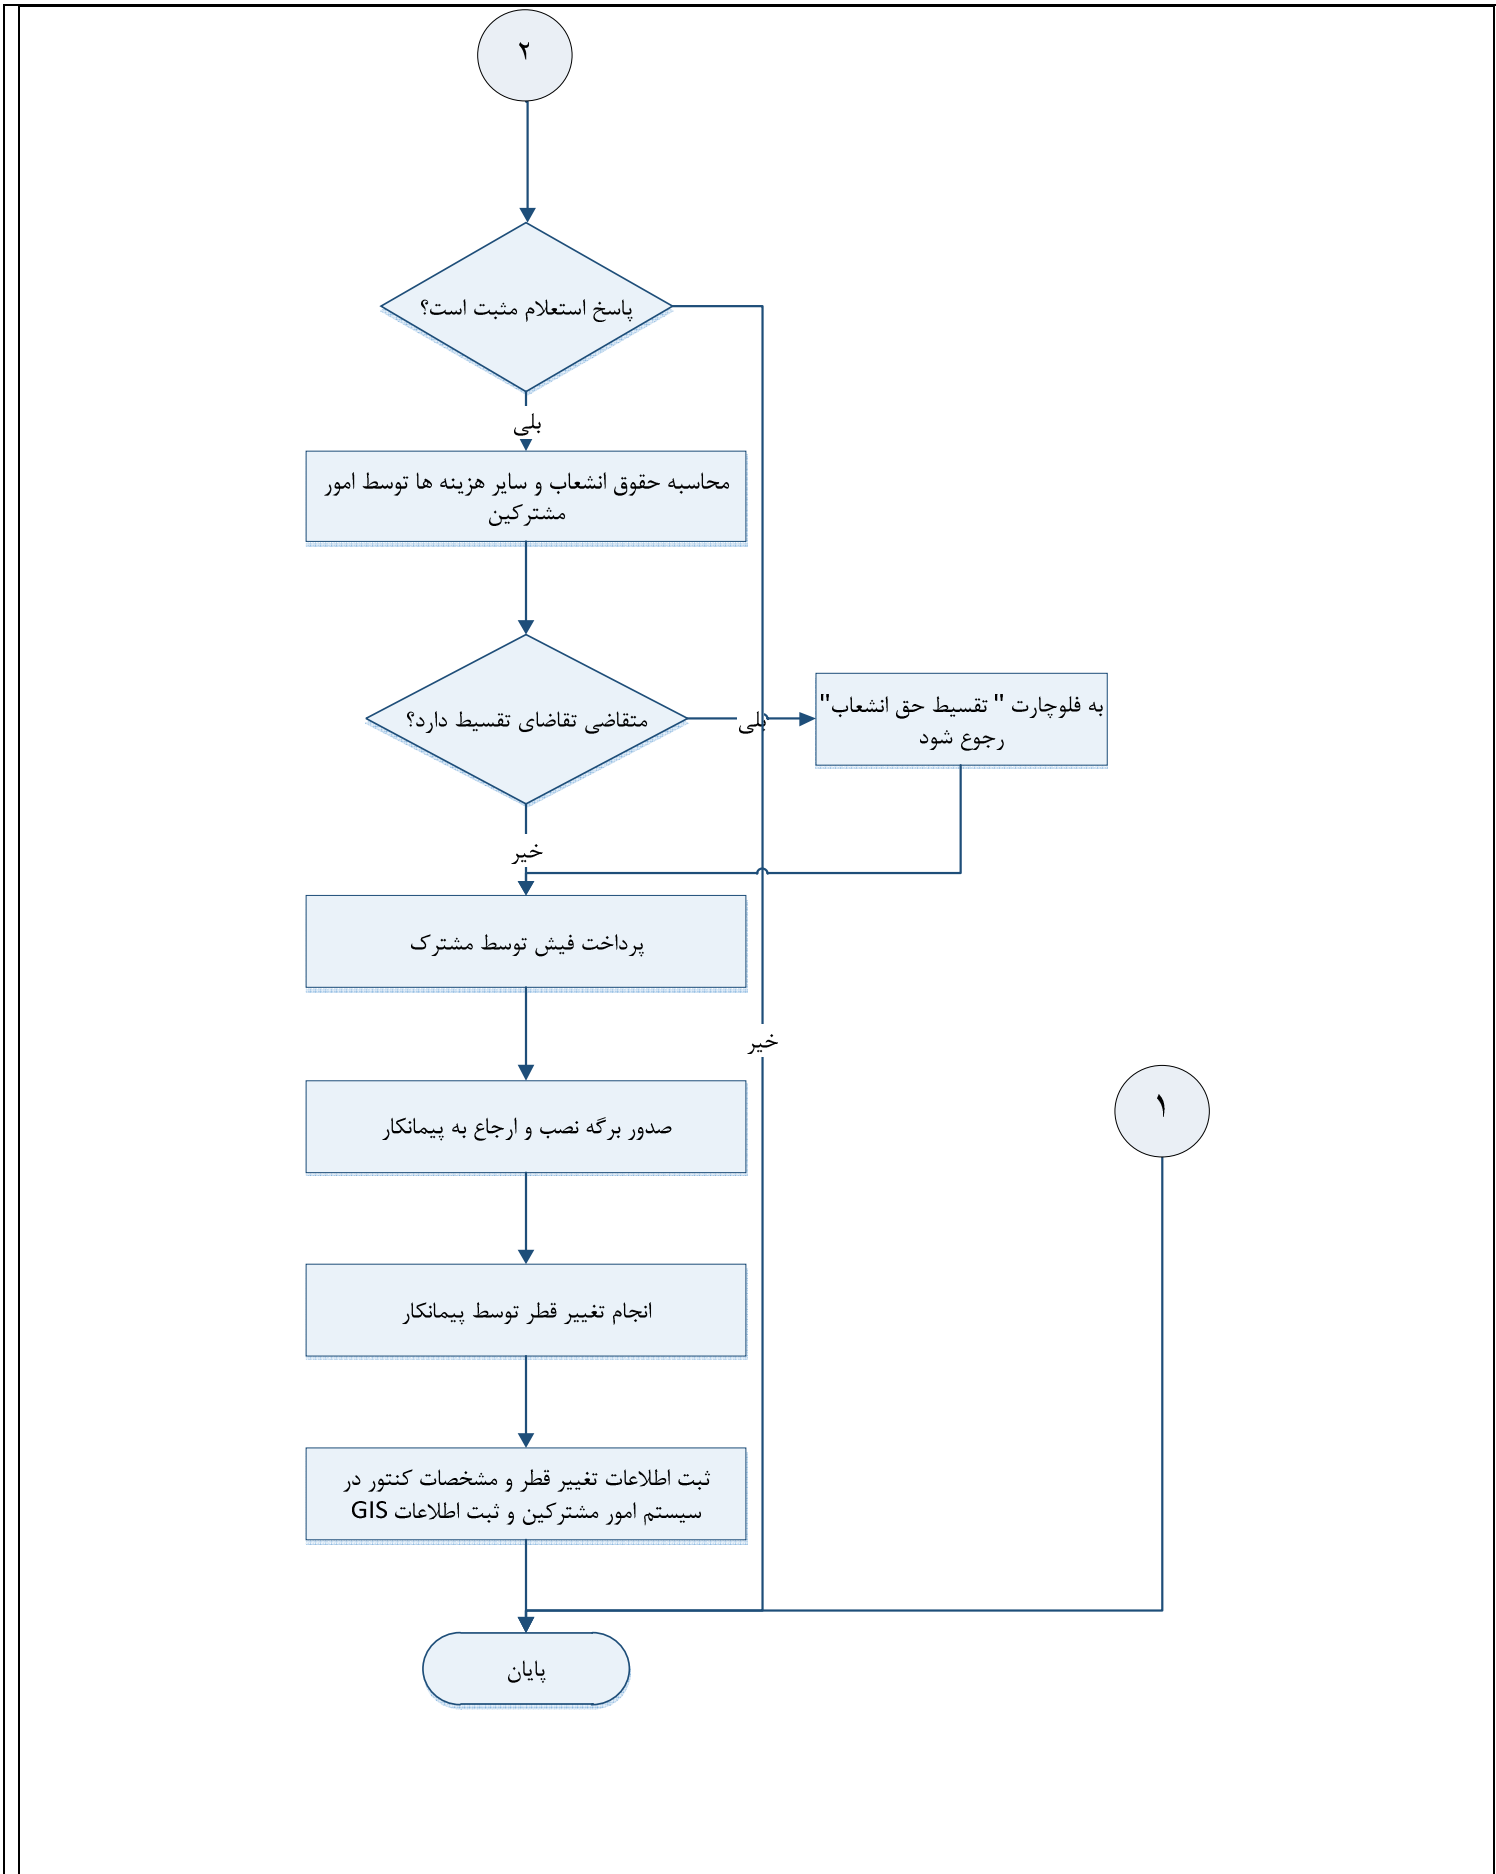 ۲
پاسخ استعلام مثبت است؟
بلی
محاسبه حقوق انشعاب و سایر هزینه ها توسط امور
مشترکین
متقاضی تقاضای تقسیط دارد؟
بلی
به فلوچارت " تقسیط حق انشعاب"
رجوع شود
خیر
پرداخت فیش توسط مشترک
خیر
۱
صدور برگه نصب و ارجاع به پیمانکار
انجام تغییر قطر توسط پیمانکار
ثبت اطلاعات تغییر قطر و مشخصات کنتور در
سیستم امور مشترکین و ثبت اطلاعات GIS
پایان